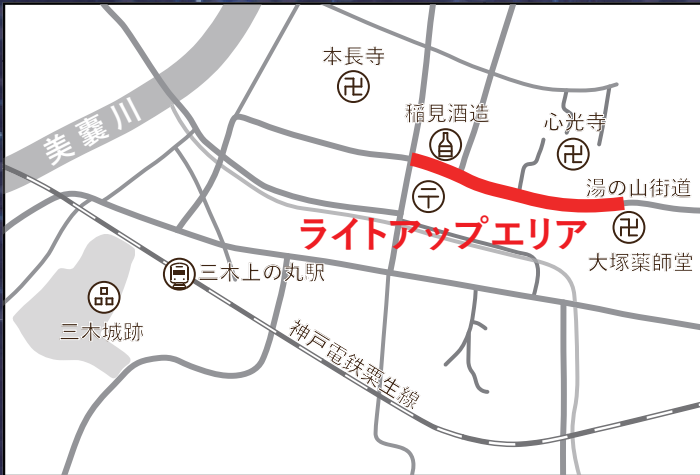 本長寺
稲見酒造
心光寺
美嚢川
湯の山街道
ライトアップエリア
大塚薬師堂
三木上の丸駅
三木城跡
神戸電鉄粟生線